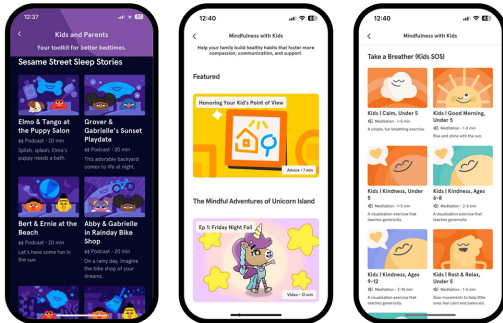 12:37
Kids and Parents
Your toolkit for better bedtimes.
Sesame Street Sleep Stories
Elmo & Tango at
the Puppy Salon
Podcast · 20 min
Splish, splash, Elmo's
puppy needs a bath.
Grover &
Gabrielle's Sunset
Playdate
Podcast · 20 min
This adorable backyard
comes to life at night.
Bert & Ernie at the
Beach
Podcast · 20 min
Let's have some fun in
the sun.
Abby & Gabrielle
in Rainday Bike
Shop
Podcast · 20 min
On a rainy day, imagine
the bike shop of your
dreams.
12:40
Mindfulness with Kids
Help your family build healthy habits that foster more
compassion, communication, and support.
Featured
Honoring Your Kid's Point of View
Advice · 7 min
The Mindful Adventures of Unicorn Island
Ep 1: Friday Night Fail
Video · 12 min
12:40
Mindfulness with Kids
Take a Breather (Kids SOS)
Kids | Calm, Under 5
Meditation · 1-5 min
A simple, fun breathing exercise.
Kids | Good Morning,
Under 5
Meditation · 1-5 min
Rise and shine with the sun.
Kids | Kindness, Under
5
Meditation · 1-5 min
A visualization exercise that
teaches generosity.
Kids | Kindness, Ages
6-8
Meditation · 2-6 min
A visualization exercise that
teaches generosity.
Kids | Kindness, Ages
9-12
Meditation · 3-10 min
A visualization exercise that
teaches generosity.
Kids | Rest & Relax,
Under 5
Meditation · 1-5 min
Slow movements to help little
ones feel calm and balanced.